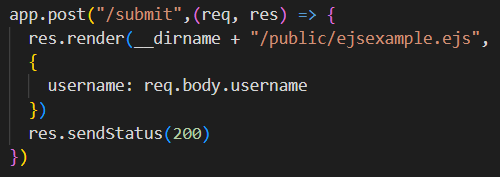 app.post("/submit",(req, res) => {
  res.render(__dirname + "/public/ejsexample.ejs",
  {
    username: req.body.username
  })
  res.sendStatus(200)
})